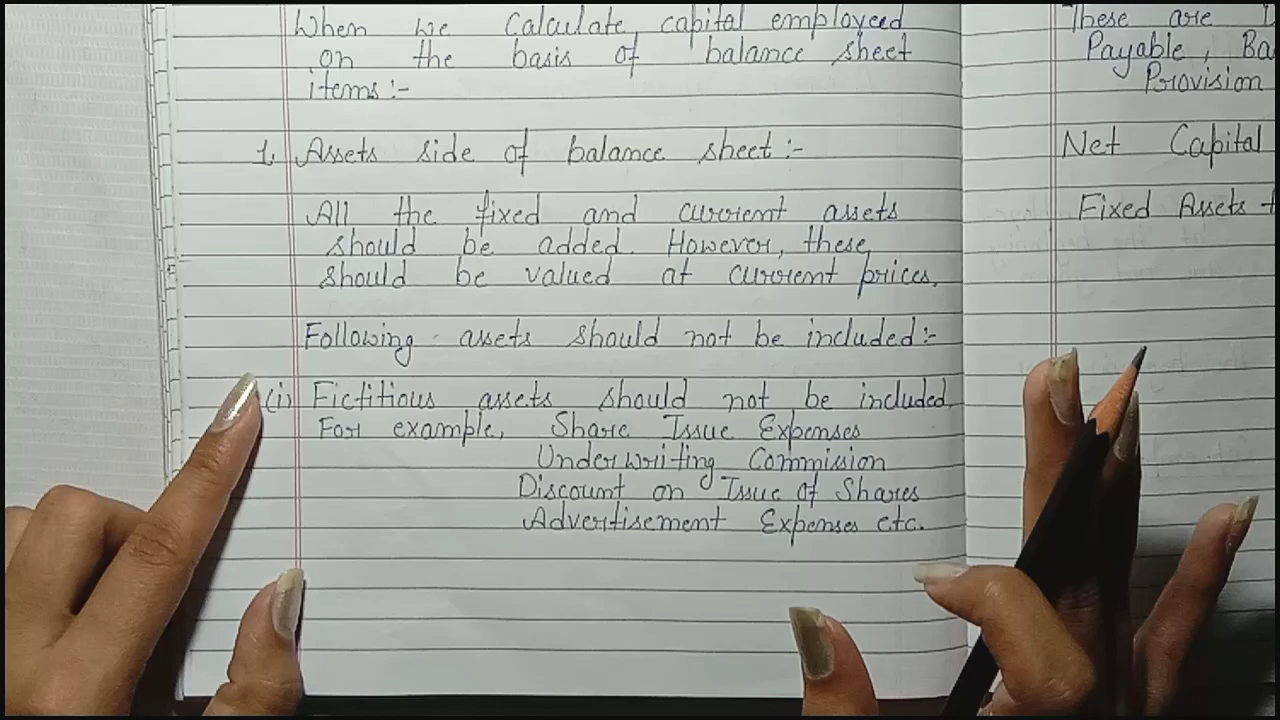 When we Calculate capital employed
on the basis of balance sheet
items:-
1. Assets side of balance sheet:-
All the fixed and current assets
should be added. However, these
should be valued at current prices.
Following assets should not be included:-
(i) Fictitious assets should not be included.
For example, Share Issue Expenses
Underwriting Commission
Discount on Issue of Shares
Advertisement Expenses etc.
These are
Payable, Ba
Provision
Net Capital
Fixed Assets +